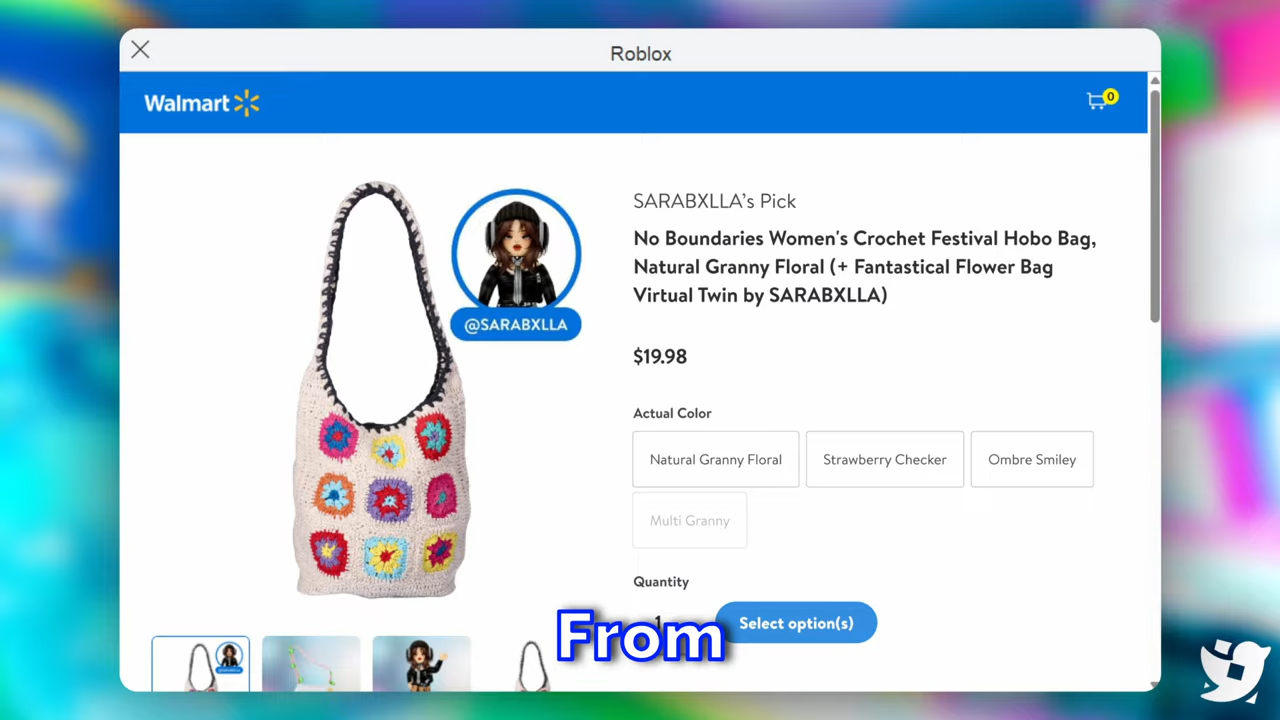 Roblox
Walmart
0
SARABXLLA's Pick
No Boundaries Women's Crochet Festival Hobo Bag,
Natural Granny Floral (+ Fantastical Flower Bag
Virtual Twin by SARABXLLA)
@SARABXLLA
$19.98
Actual Color
Natural Granny Floral
Strawberry Checker
Ombre Smiley
Multi Granny
Quantity
1
Select option(s)
From